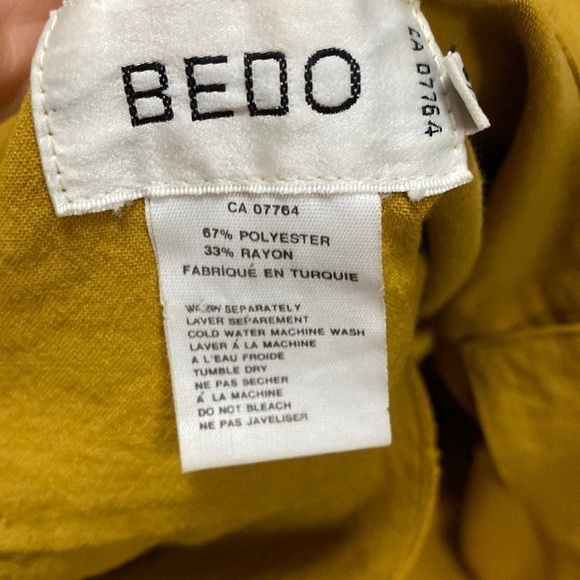 BEDO
CA 07764
CA 07764
67% POLYESTER
33% RAYON
FABRIQUÉ EN TURQUIE
SEPARATELY
LAVER SEPAREMENT
COLD WATER MACHINE WASH
LAVER Á LA MACHINE
A L'EAU FROIDE
TUMBLE DRY
NE PAS SECHER
Á LA MACHINE
DO NOT BLEACH
NE PAS JAVELISER